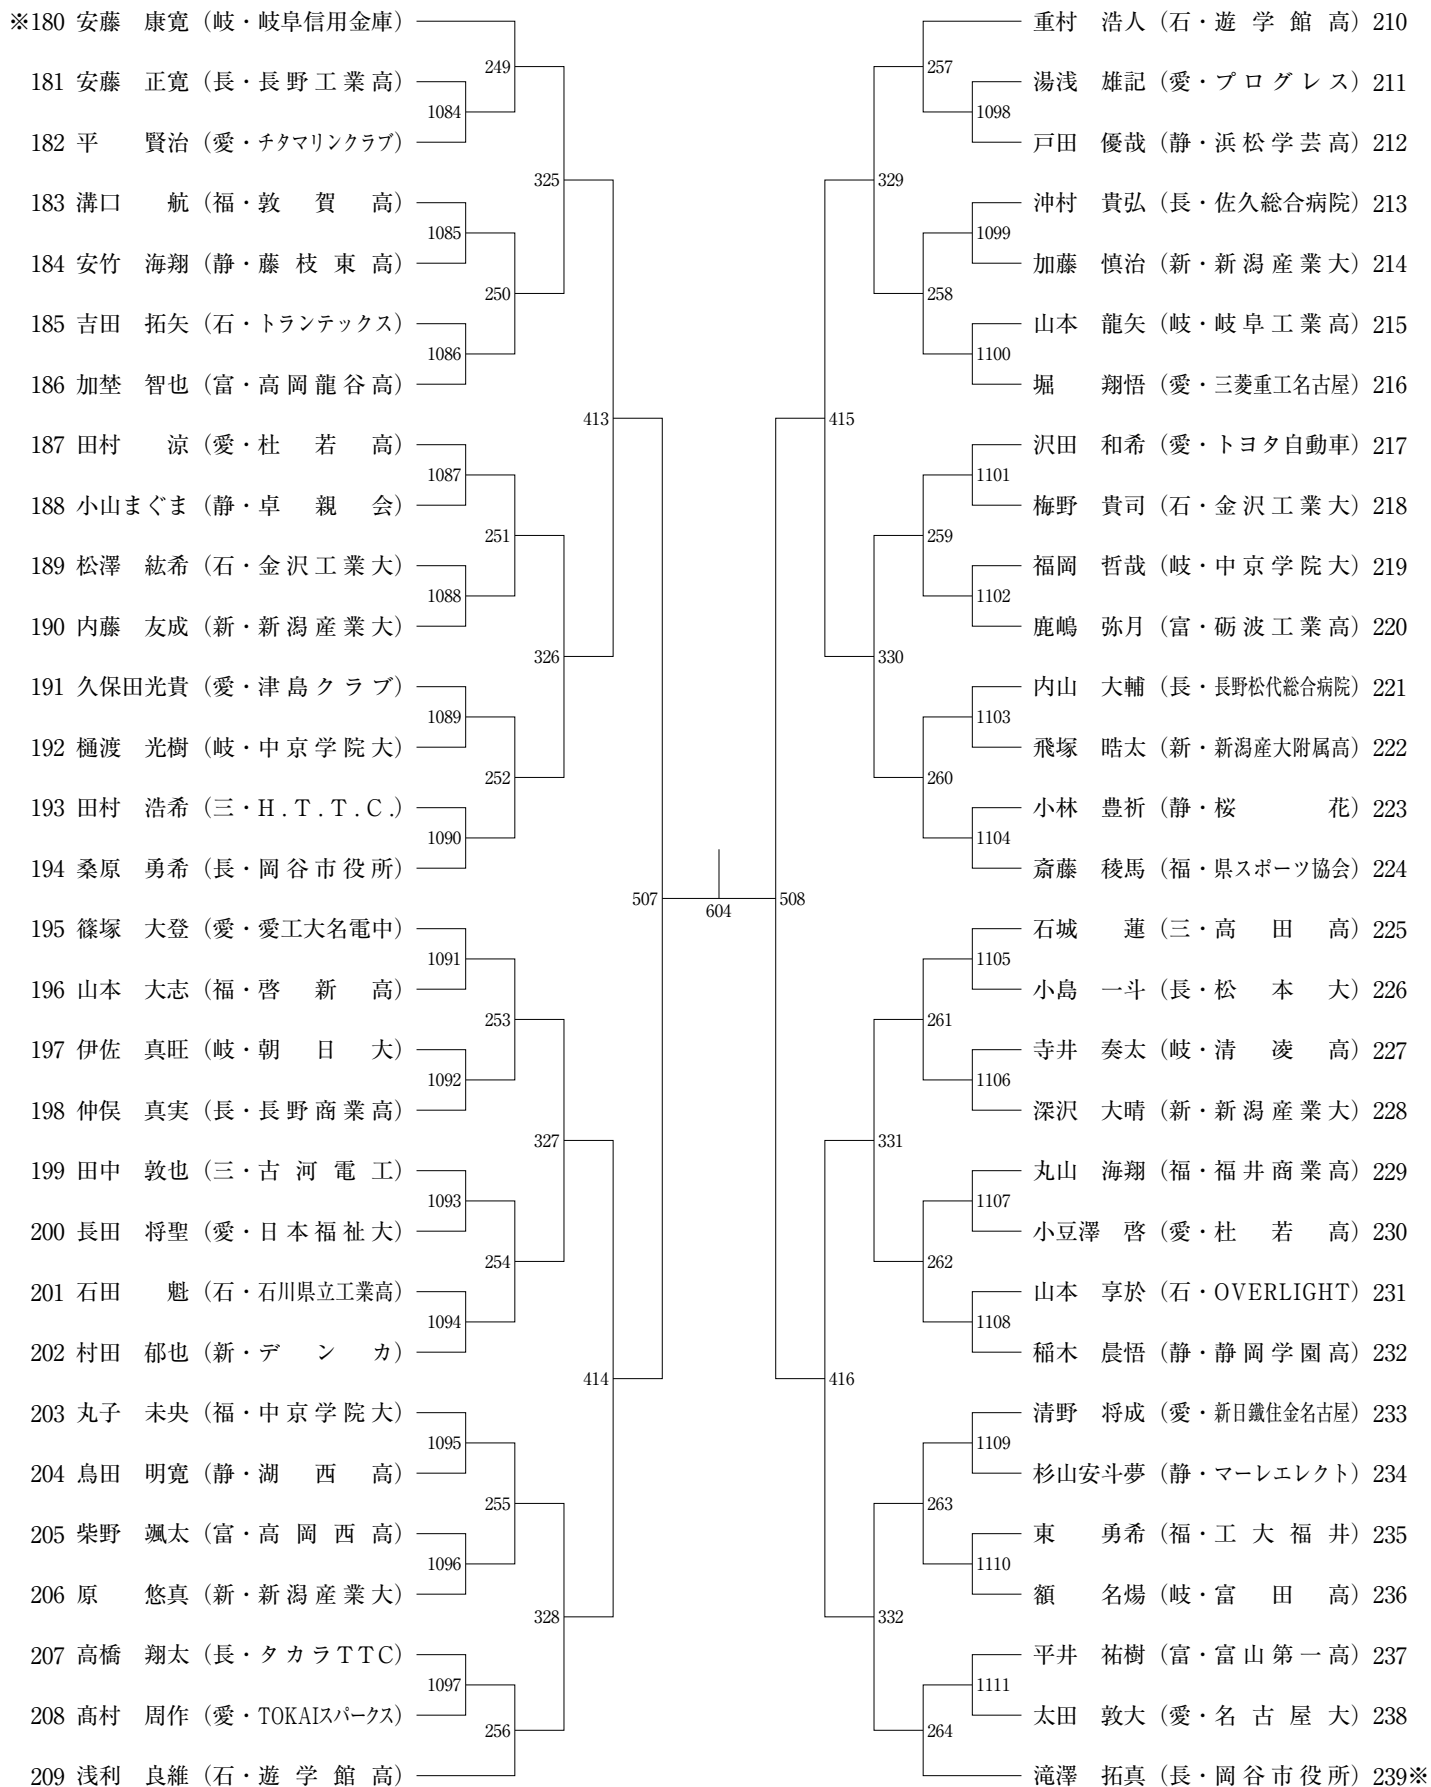 ※180 安藤　康寛（岐・岐阜信用金庫）
181 安藤　正寛（長・長野工業高）
182 平　賢治（愛・チタマリンクラブ）
183 溝口　航（福・敦賀高）
184 安竹　海翔（静・藤枝東高）
185 吉田　拓矢（石・トランテックス）
186 加埜　智也（富・高岡龍谷高）
187 田村　涼（愛・杜若高）
188 小山まぐま（静・卓親会）
189 松澤　紘希（石・金沢工業大）
190 内藤　友成（新・新潟産業大）
191 久保田光貴（愛・津島クラブ）
192 樋渡　光樹（岐・中京学院大）
193 田村　浩希（三・H.T.T.C.）
194 桑原　勇希（長・岡谷市役所）
195 篠塚　大登（愛・愛工大名電中）
196 山本　大志（福・啓新高）
197 伊佐　真旺（岐・朝日大）
198 仲俣　真実（長・長野商業高）
199 田中　敦也（三・古河電工）
200 長田　将聖（愛・日本福祉大）
201 石田　魁（石・石川県立工業高）
202 村田　郁也（新・デンカ）
203 丸子　未央（福・中京学院大）
204 鳥田　明寛（静・湖西高）
205 柴野　颯太（富・高岡西高）
206 原　悠真（新・新潟産業大）
207 高橋　翔太（長・タカラTTC）
208 髙村　周作（愛・TOKAIスパークス）
209 浅利　良維（石・遊学館高）
249
1084
325
1085
250
1086
413
1087
251
1088
326
1089
252
1090
507
1091
253
1092
327
1093
254
1094
414
1095
255
1096
328
1097
256
604
257
1098
329
1099
258
1100
415
1101
259
1102
330
1103
260
1104
508
1105
261
1106
331
1107
262
1108
416
1109
263
1110
332
1111
264
重村　浩人（石・遊学館高）210
湯浅　雄記（愛・プログレス）211
戸田　優哉（静・浜松学芸高）212
沖村　貴弘（長・佐久総合病院）213
加藤　慎治（新・新潟産業大）214
山本　龍矢（岐・岐阜工業高）215
堀　翔悟（愛・三菱重工名古屋）216
沢田　和希（愛・トヨタ自動車）217
梅野　貴司（石・金沢工業大）218
福岡　哲哉（岐・中京学院大）219
鹿嶋　弥月（富・砺波工業高）220
内山　大輔（長・長野松代総合病院）221
飛塚　晧太（新・新潟産大附属高）222
小林　豊祈（静・桜花）223
斎藤　稜馬（福・県スポーツ協会）224
石城　蓮（三・高田高）225
小島　一斗（長・松本大）226
寺井　奏太（岐・清凌高）227
深沢　大晴（新・新潟産業大）228
丸山　海翔（福・福井商業高）229
小豆澤　啓（愛・杜若高）230
山本　享於（石・OVERLIGHT）231
稲木　晨悟（静・静岡学園高）232
清野　将成（愛・新日鐵住金名古屋）233
杉山安斗夢（静・マーレエレクト）234
東　勇希（福・工大福井）235
額　名煬（岐・富田高）236
平井　祐樹（富・富山第一高）237
太田　敦大（愛・名古屋大）238
滝澤　拓真（長・岡谷市役所）239※